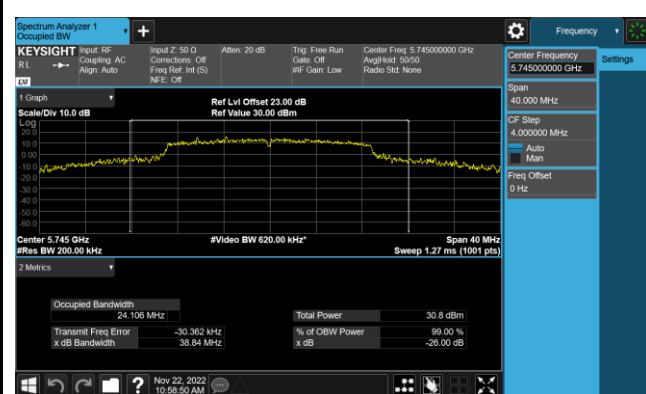 Spectrum Analyzer 1
Occupied BW
+
Frequency
KEYSIGHT
RL
LXI
Input: RF
Coupling: AC
Align: Auto
Input Z: 50 Ω
Corrections: Off
Freq Ref: Int (S)
NFE: Off
Atten: 20 dB
Trig: Free Run
Gate: Off
#IF Gain: Low
Center Freq: 5.745000000 GHz
Avg|Hold: 50/50
Radio Std: None
Center Frequency
5.745000000 GHz
Settings
Span
40.000 MHz
CF Step
4.000000 MHz
Auto
Man
Freq Offset
0 Hz
1 Graph
Scale/Div 10.0 dB
Ref Lvl Offset 23.00 dB
Ref Value 30.00 dBm
Log
20.0
10.0
0.00
-10.0
-20.0
-30.0
-40.0
-50.0
-60.0
Center 5.745 GHz
#Video BW 620.00 kHz*
Span 40 MHz
#Res BW 200.00 kHz
Sweep 1.27 ms (1001 pts)
2 Metrics
Occupied Bandwidth
24.106 MHz
Total Power 30.8 dBm
Transmit Freq Error -30.362 kHz
% of OBW Power 99.00 %
x dB Bandwidth 38.84 MHz
x dB -26.00 dB
?
Nov 22, 2022
10:58:50 AM